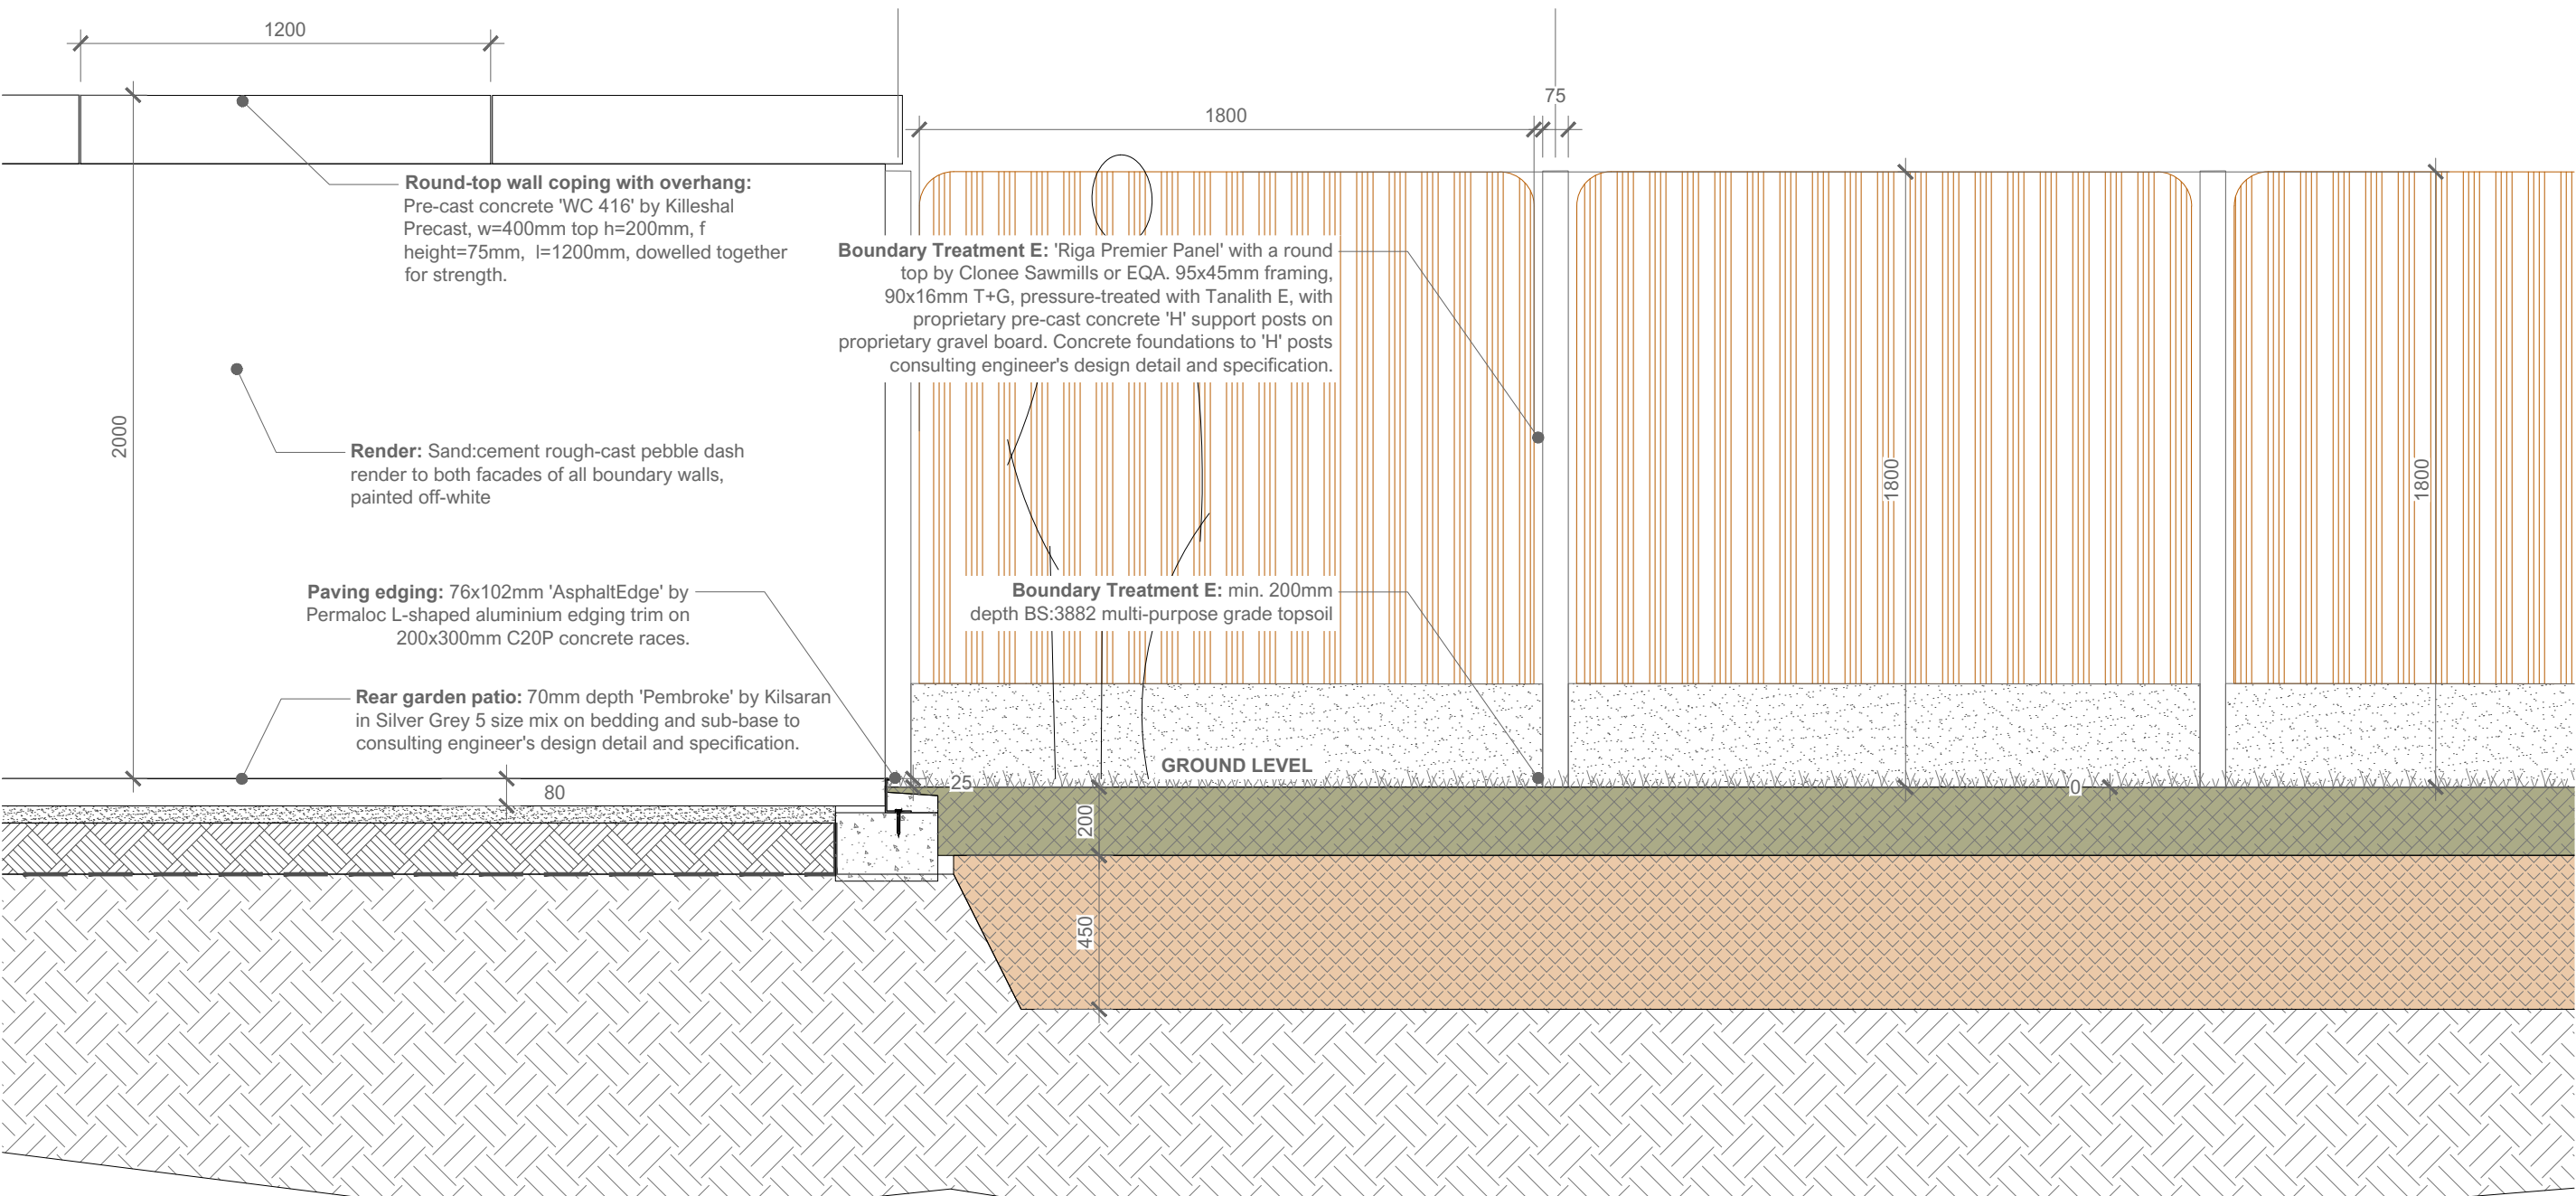 1200
75
1800
Round-top wall coping with overhang:
Pre-cast concrete 'WC 416' by Killeshal
Precast, w=400mm top h=200mm, f
height=75mm, l=1200mm, dowelled together
for strength.
Boundary Treatment E: 'Riga Premier Panel' with a round
top by Clonee Sawmills or EQA. 95x45mm framing,
90x16mm T+G, pressure-treated with Tanalith E, with
proprietary pre-cast concrete 'H' support posts on
proprietary gravel board. Concrete foundations to 'H' posts
consulting engineer's design detail and specification.
2000
Render: Sand:cement rough-cast pebble dash
render to both facades of all boundary walls,
painted off-white
1800
1800
Paving edging: 76x102mm 'AsphaltEdge' by
Permaloc L-shaped aluminium edging trim on
200x300mm C20P concrete races.
Boundary Treatment E: min. 200mm
depth BS:3882 multi-purpose grade topsoil
Rear garden patio: 70mm depth 'Pembroke' by Kilsaran
in Silver Grey 5 size mix on bedding and sub-base to
consulting engineer's design detail and specification.
GROUND LEVEL
25
0
80
200
450